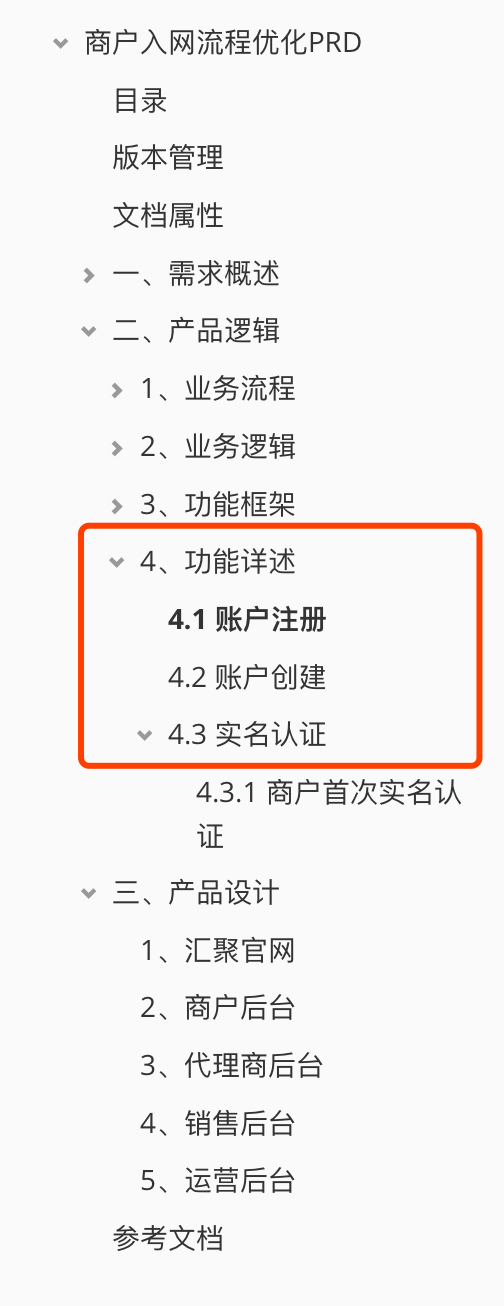 商户入网流程优化PRD
目录
版本管理
文档属性
一、需求概述
二、产品逻辑
1、业务流程
2、业务逻辑
3、功能框架
4、功能详述
4.1 账户注册
4.2 账户创建
4.3 实名认证
4.3.1 商户首次实名认
证
三、产品设计
1、汇聚官网
2、商户后台
3、代理商后台
4、销售后台
5、运营后台
参考文档